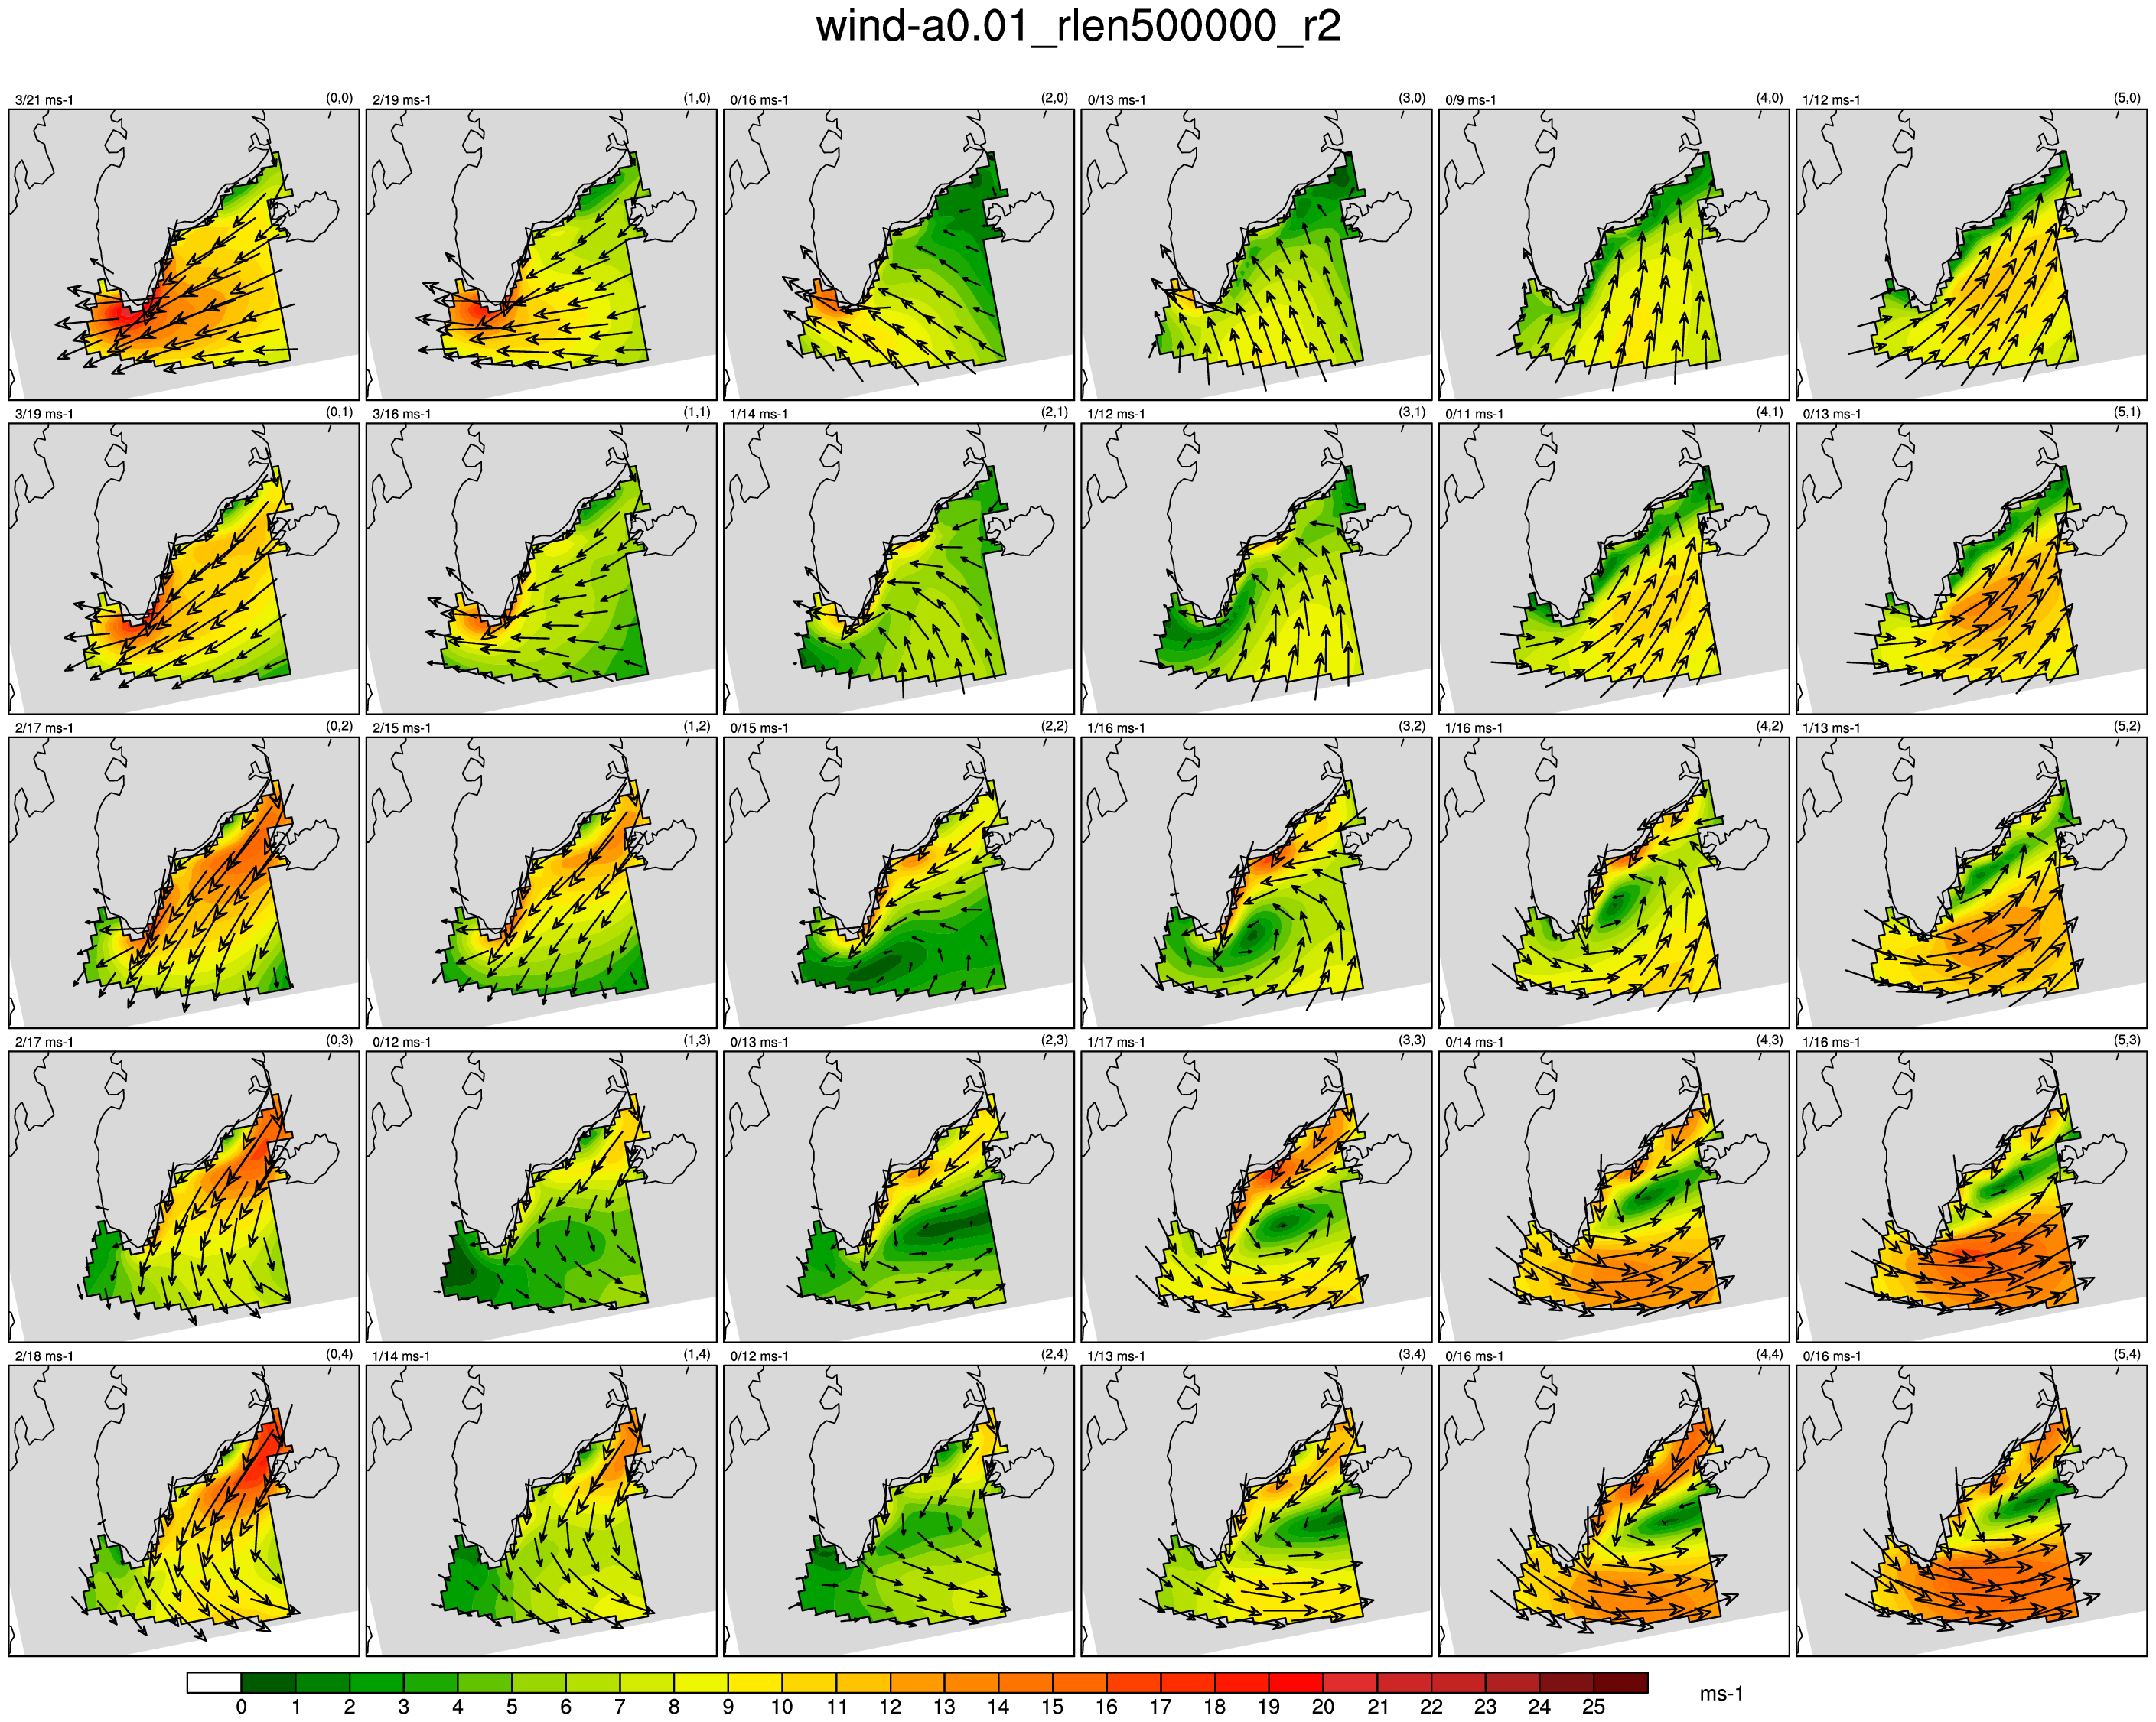 wind-a0.01_rlen500000_r2
3/21 ms-1 (0,0) 2/19 ms-1 (1,0) 0/16 ms-1 (2,0) 0/13 ms-1 (3,0) 0/9 ms-1 (4,0) 1/12 ms-1 (5,0)
3/19 ms-1 (0,1) 3/16 ms-1 (1,1) 1/14 ms-1 (2,1) 1/12 ms-1 (3,1) 0/11 ms-1 (4,1) 0/13 ms-1 (5,1)
2/17 ms-1 (0,2) 2/15 ms-1 (1,2) 0/15 ms-1 (2,2) 1/16 ms-1 (3,2) 1/16 ms-1 (4,2) 1/13 ms-1 (5,2)
2/17 ms-1 (0,3) 0/12 ms-1 (1,3) 0/13 ms-1 (2,3) 1/17 ms-1 (3,3) 0/14 ms-1 (4,3) 1/16 ms-1 (5,3)
2/18 ms-1 (0,4) 1/14 ms-1 (1,4) 0/12 ms-1 (2,4) 1/13 ms-1 (3,4) 0/16 ms-1 (4,4) 0/16 ms-1 (5,4)
0 1 2 3 4 5 6 7 8 9 10 11 12 13 14 15 16 17 18 19 20 21 22 23 24 25 ms-1